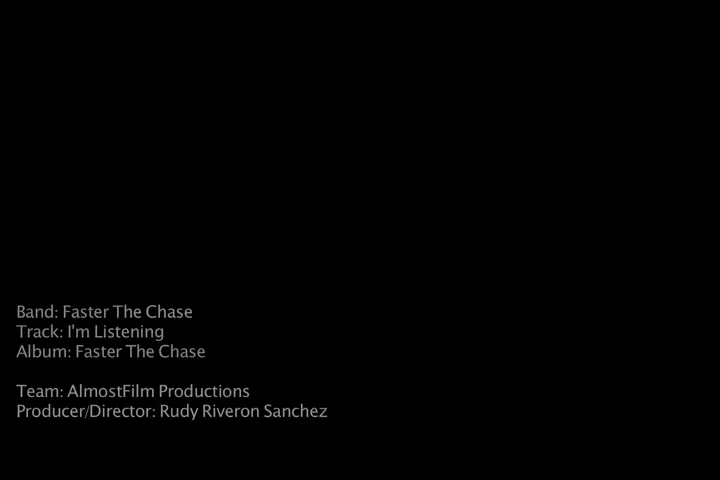 Band: Faster The Chase
Track: I'm Listening
Album: Faster The Chase
Team: AlmostFilm Productions
Producer/Director: Rudy Riveron Sanchez